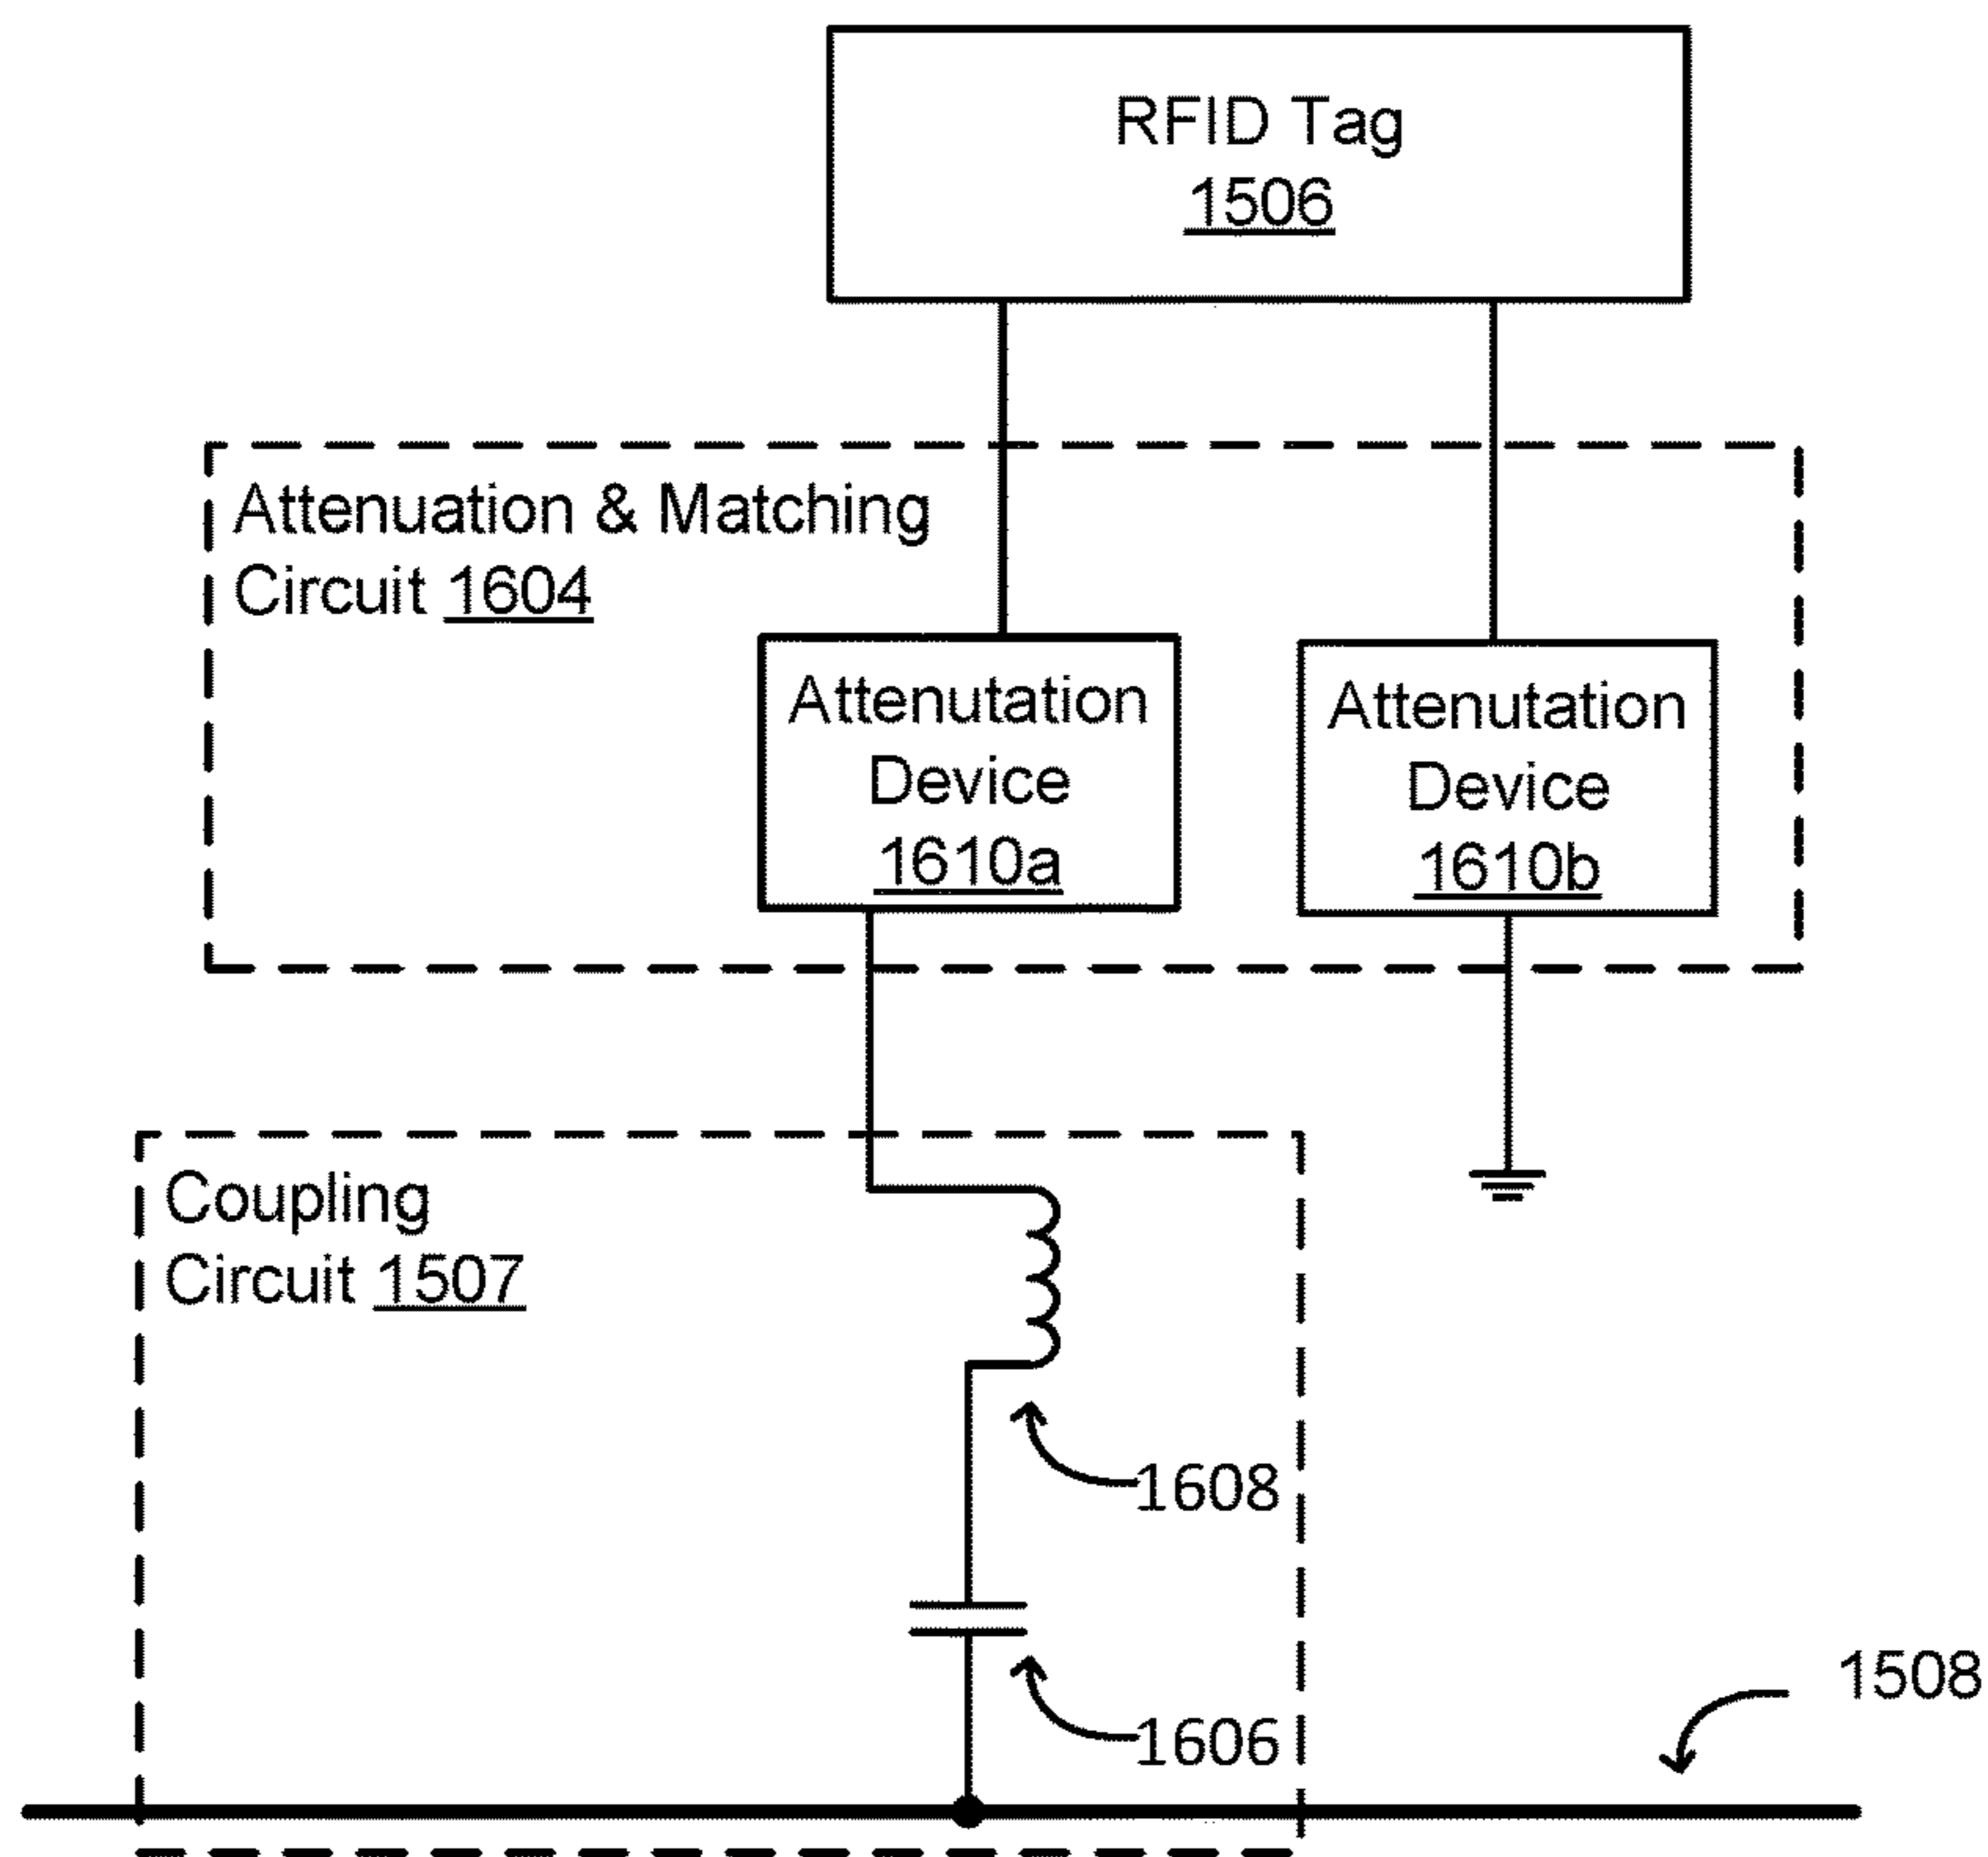 RFID Tag
1506
Attenuation & Matching
Circuit 1604
Attenutation
Device
1610a
Attenutation
Device
1610b
Coupling
Circuit 1507
1608
1606
1508